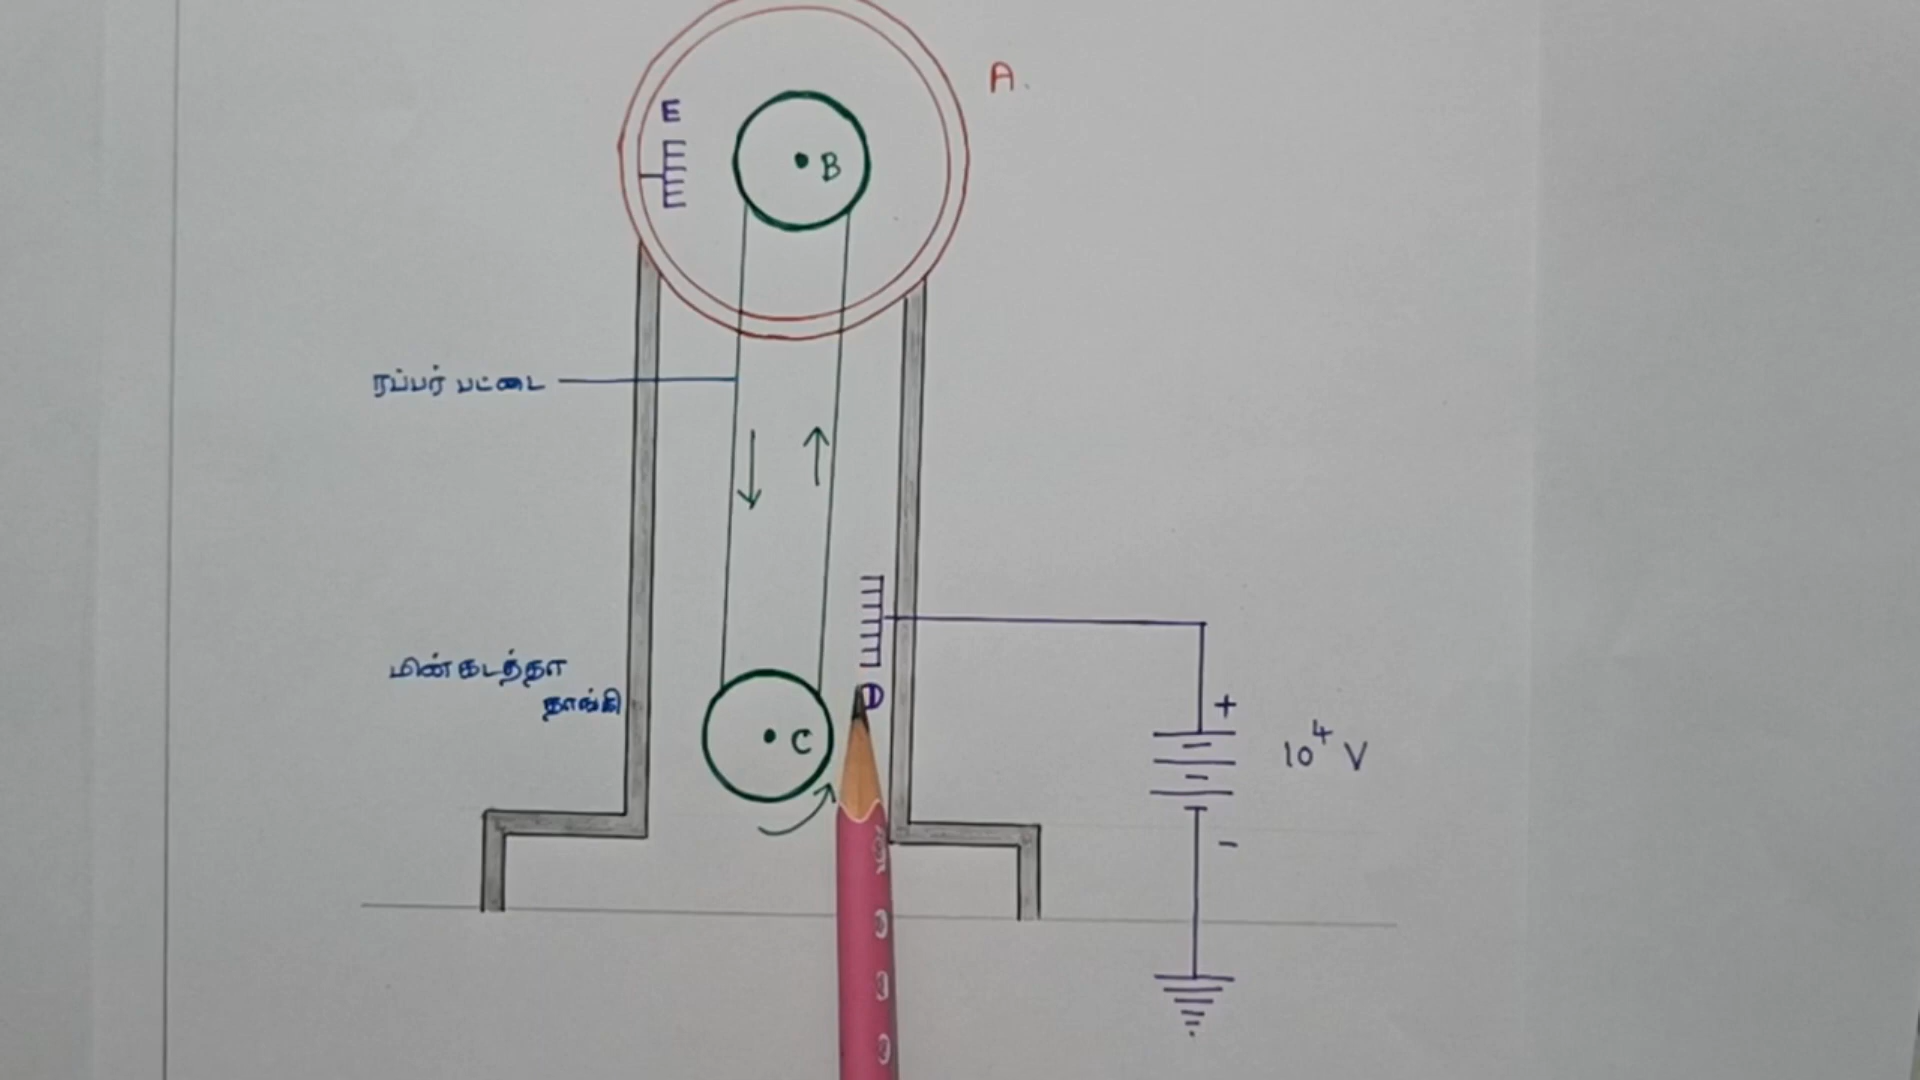 A.
E
B
ரப்பர் பட்டை
மின்கடத்தா
தாங்கி
D
C
+
10⁴ V
-